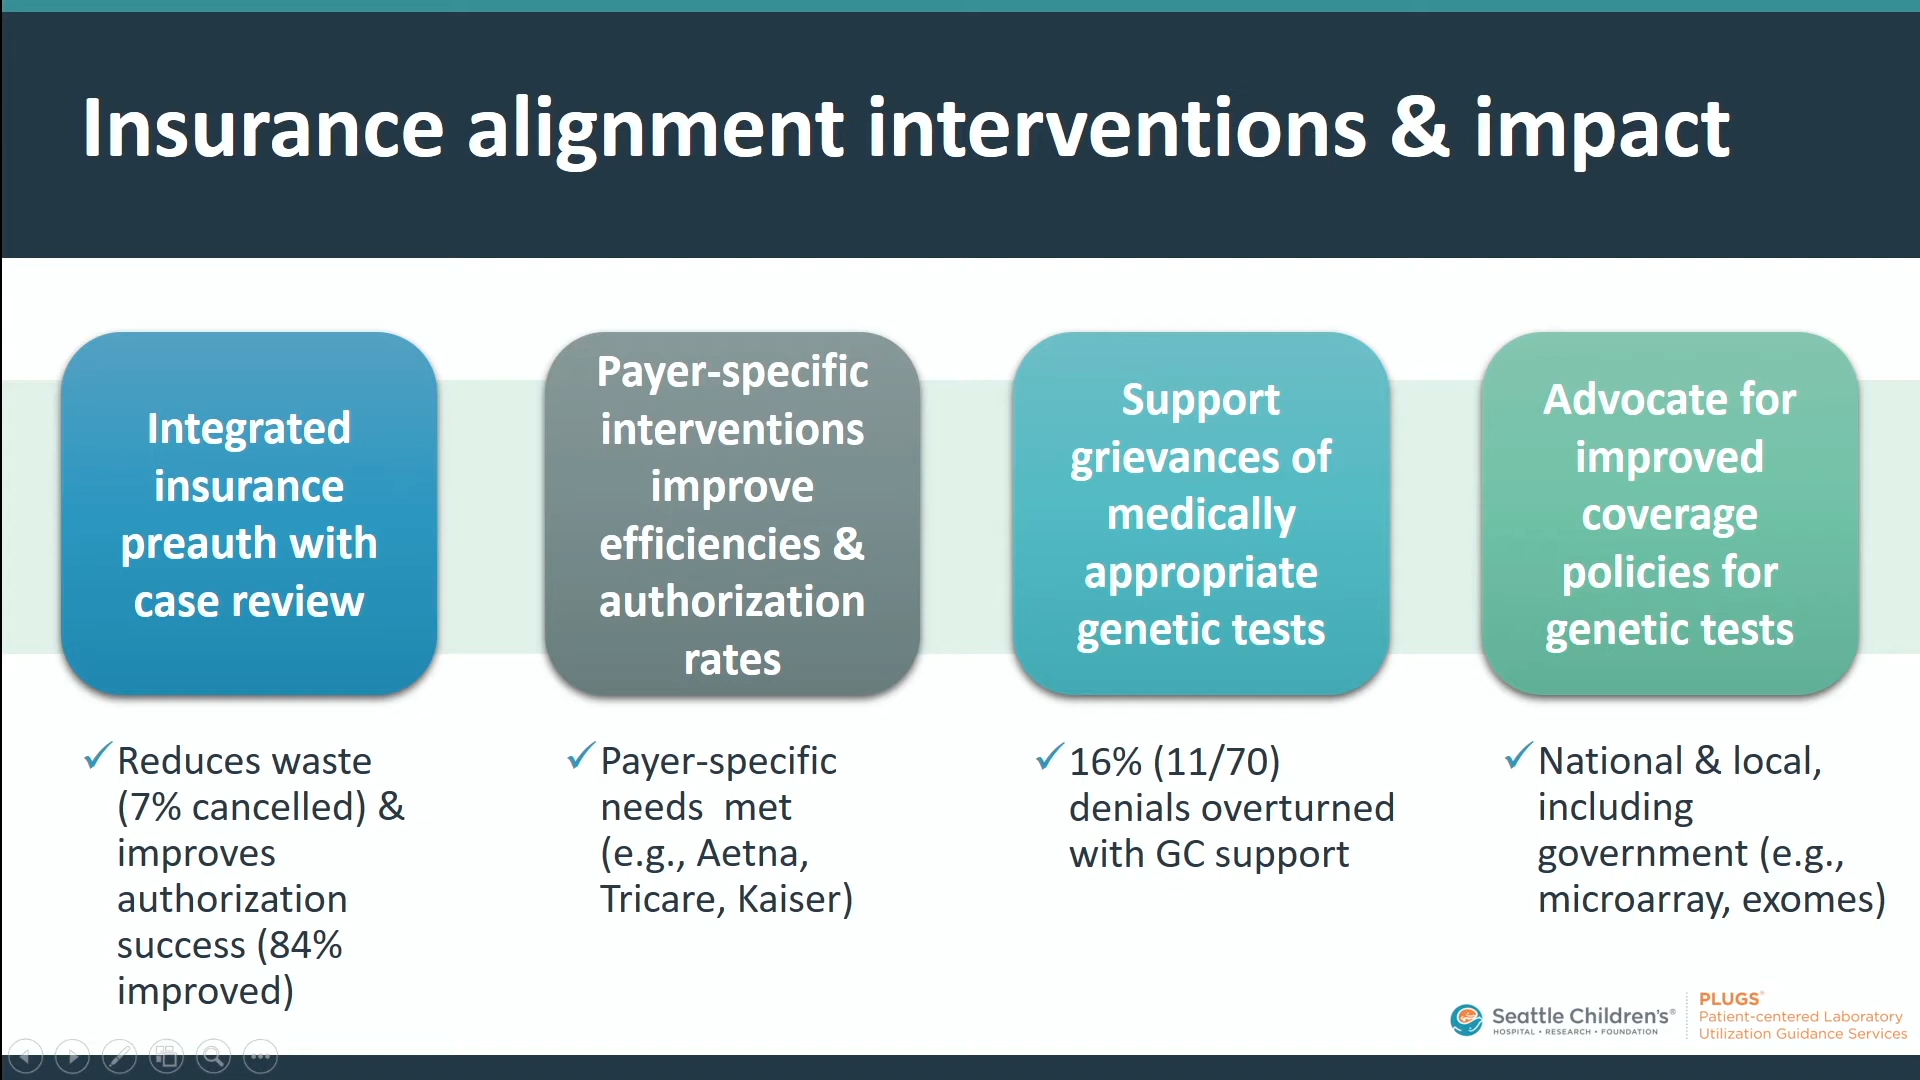 Insurance alignment interventions & impact
Integrated
insurance
preauth with
case review
Payer-specific
interventions
improve
efficiencies &
authorization
rates
Support
grievances of
medically
appropriate
genetic tests
Advocate for
improved
coverage
policies for
genetic tests
✓Reduces waste
(7% cancelled) &
improves
authorization
success (84%
improved)
✓Payer-specific
needs  met
(e.g., Aetna,
Tricare, Kaiser)
✓16% (11/70)
denials overturned
with GC support
✓National & local,
including
government (e.g.,
microarray, exomes)
Seattle Children's®
HOSPITAL • RESEARCH • FOUNDATION
PLUGS®
Patient-centered Laboratory
Utilization Guidance Services